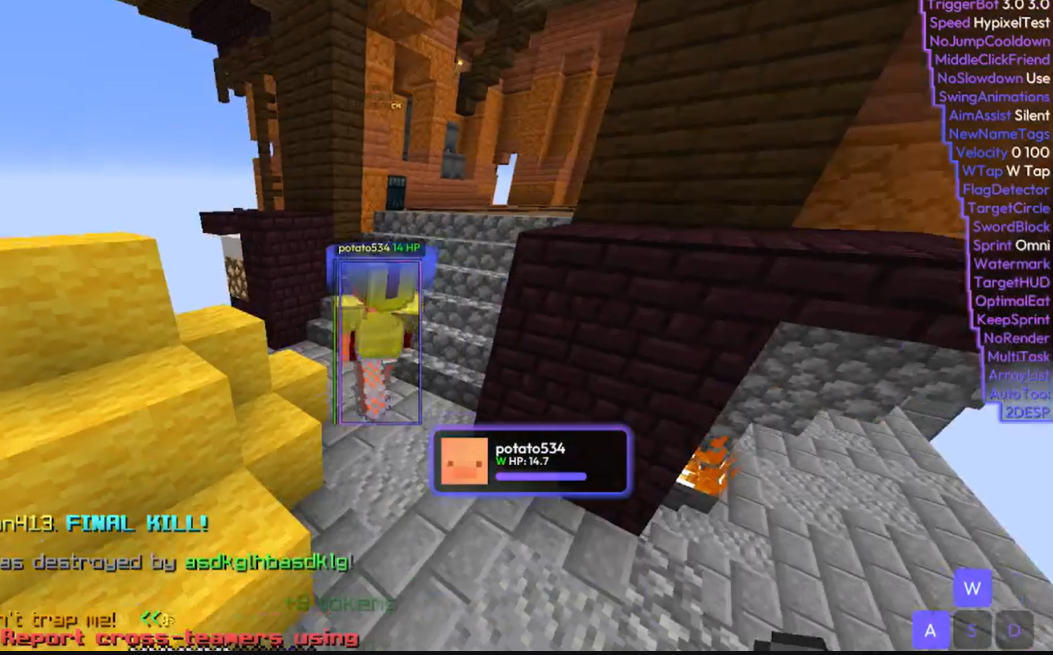 TriggerBot 3.0 3.0
Speed HypixelTest
NoJumpCooldown
MiddleClickFriend
NoSlowdown Use
SwingAnimations
AimAssist Silent
NewNameTags
Velocity 0 100
WTap W Tap
FlagDetector
TargetCircle
SwordBlock
Sprint Omni
Watermark
TargetHUD
OptimalEat
KeepSprint
NoRender
MultiTask
ArrayList
AutoTool
2DESP
potato534 14 HP
potato534
W HP: 14.7
n413. FINAL KILL!
as destroyed by asdkglhbasdklg!
+8 tokens
't trap me! <<
Report cross-teamers using
W
A S D